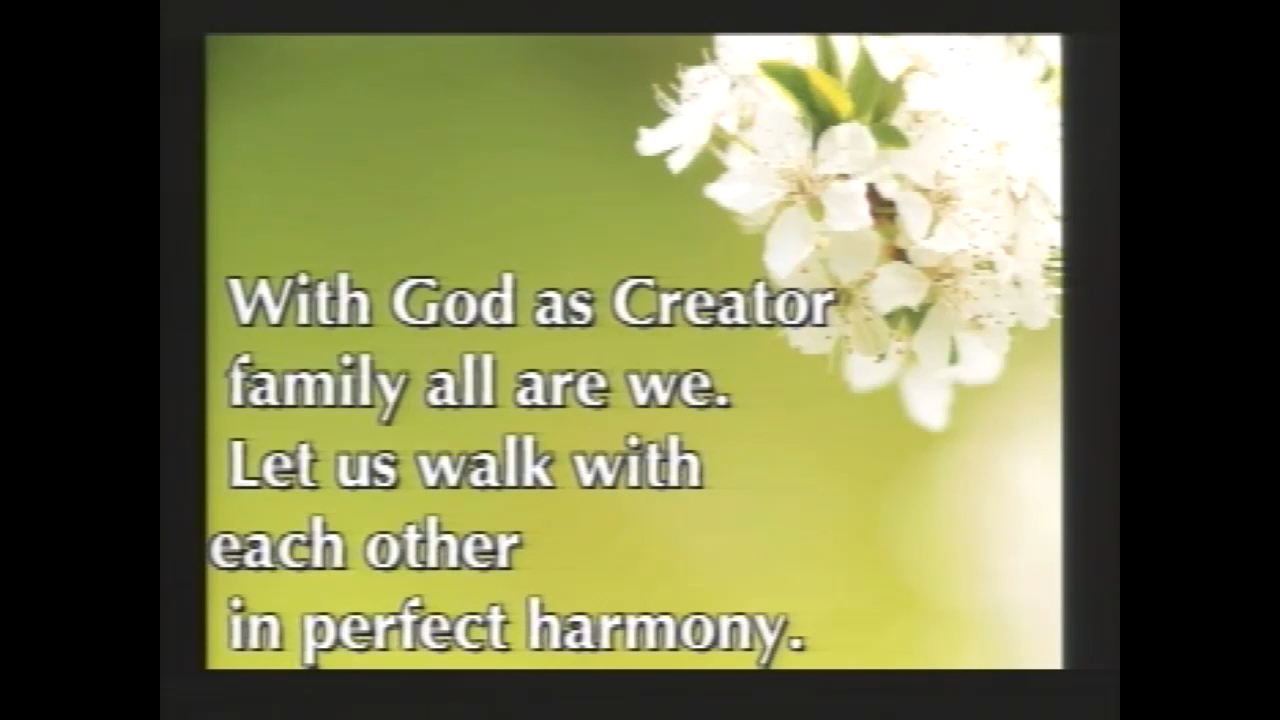 With God as Creator
family all are we.
Let us walk with
each other
in perfect harmony.